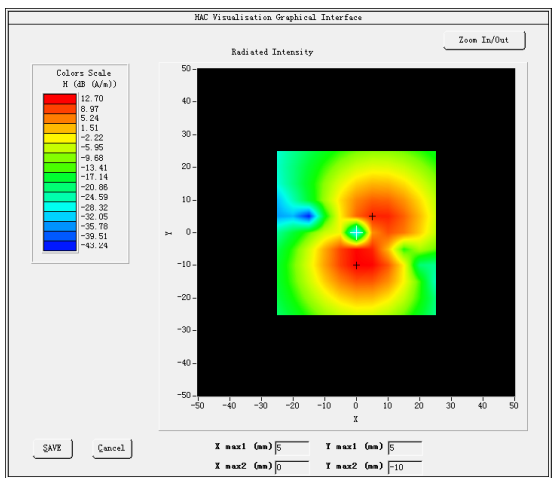 HAC Visualisation Graphical Interface
Zoom In/Out
Radiated Intensity
Colors Scale
H (dB (A/m))
12.70
8.97
5.24
1.51
-2.22
-5.95
-9.68
-13.41
-17.14
-20.86
-24.59
-28.32
-32.05
-35.78
-39.51
-43.24
50
40
30
20
10
0
-10
-20
-30
-40
-50
Y
-50 -40 -30 -20 -10 0 10 20 30 40 50
X
SAVE Cancel
X max1 (mm) 5 Y max1 (mm) 5
X max2 (mm) 0 Y max2 (mm) -10